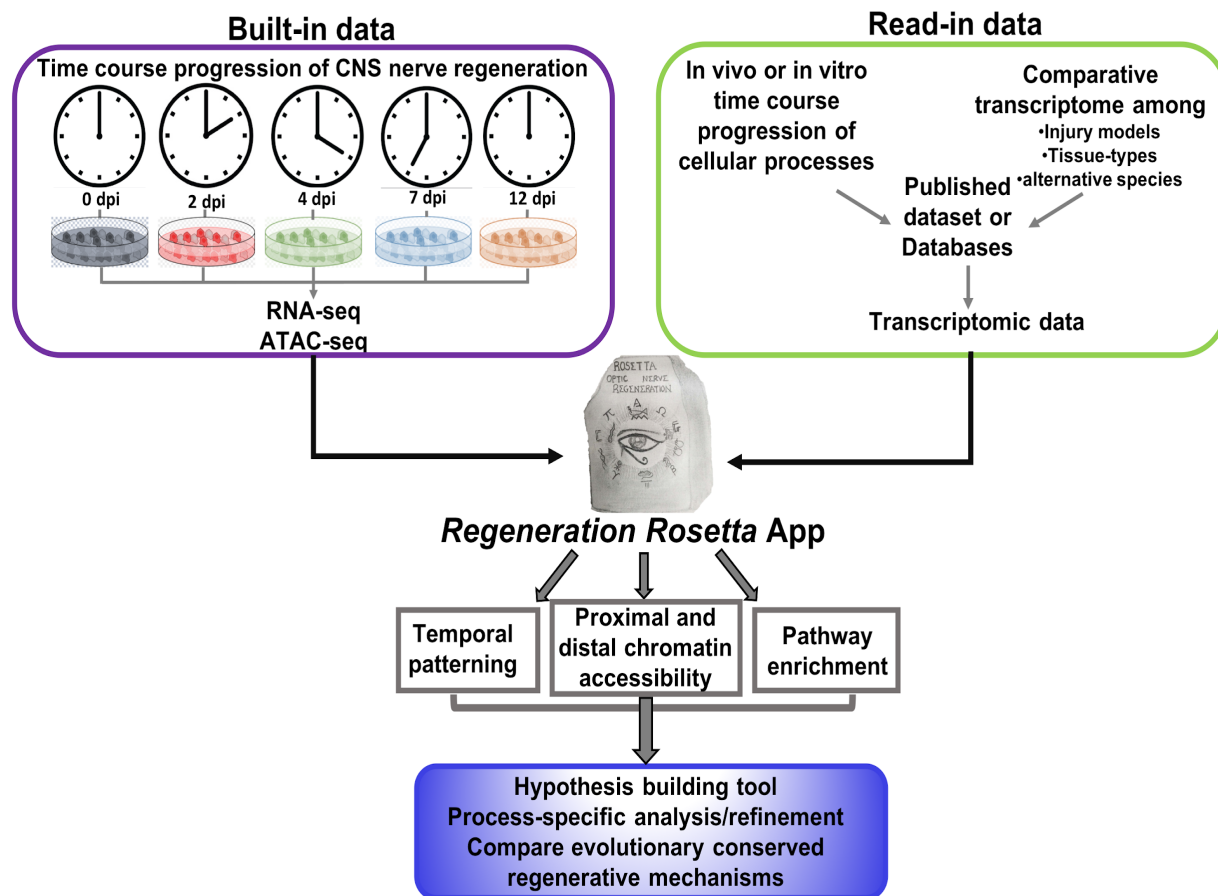 Built-in data
Time course progression of CNS nerve regeneration
0 dpi
2 dpi
4 dpi
7 dpi
12 dpi
RNA-seq
ATAC-seq
Read-in data
In vivo or in vitro
time course
progression of
cellular processes
Comparative
transcriptome among
•Injury models
•Tissue-types
•alternative species
Published
dataset or
Databases
Transcriptomic data
ROSETTA
OPTIC NERVE
REGENERATION
Regeneration Rosetta App
Temporal
patterning
Proximal and
distal chromatin
accessibility
Pathway
enrichment
Hypothesis building tool
Process-specific analysis/refinement
Compare evolutionary conserved
regenerative mechanisms